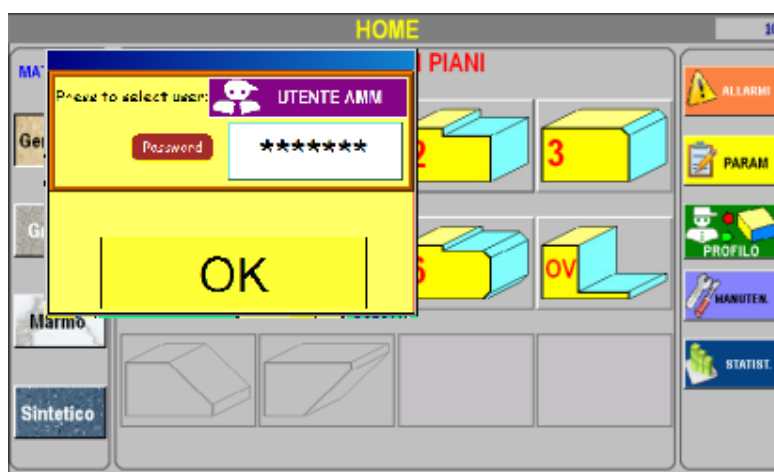 HOME
PIANI
Press to select user:
UTENTE AMM
Password
*******
OK
2
3
6
OV
Marmo
Sintetico
ALLARMI
PARAM
PROFILO
MANUTEN.
STATIST.